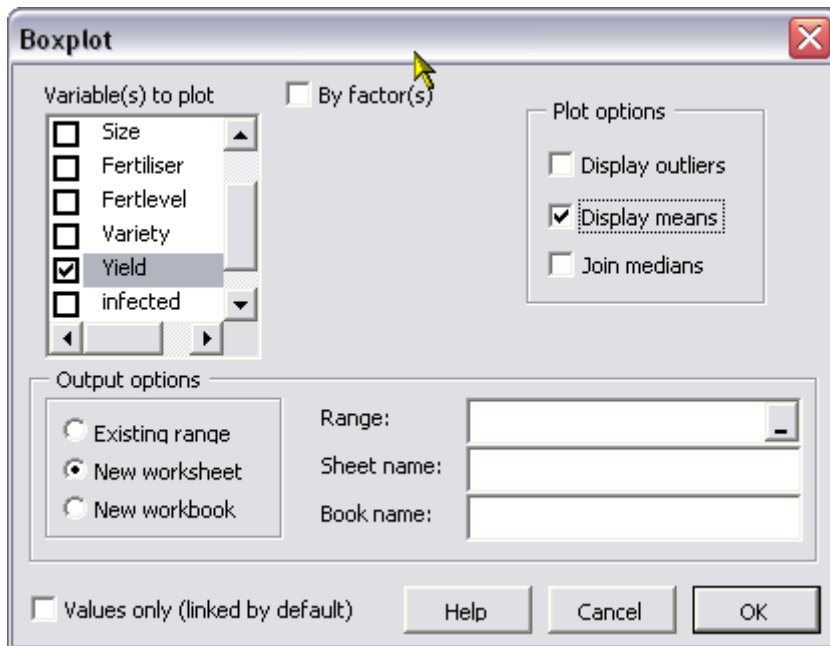 Boxplot
Variable(s) to plot
By factor(s)
Size
Fertiliser
Fertlevel
Variety
Yield
infected
Plot options
Display outliers
Display means
Join medians
Output options
Existing range
New worksheet
New workbook
Range:
Sheet name:
Book name:
Values only (linked by default)
Help
Cancel
OK